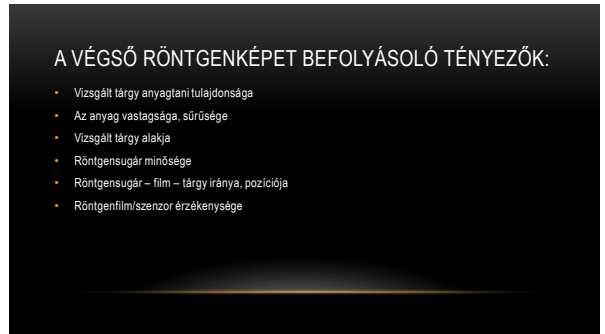 A VÉGSŐ RÖNTGENKÉPET BEFOLYÁSOLÓ TÉNYEZŐK:
• Vizsgált tárgy anyagtani tulajdonsága
• Az anyag vastagsága, sűrűsége
• Vizsgált tárgy alakja
• Röntgensugár minősége
• Röntgensugár – film – tárgy iránya, pozíciója
• Röntgenfilm/szenzor érzékenysége